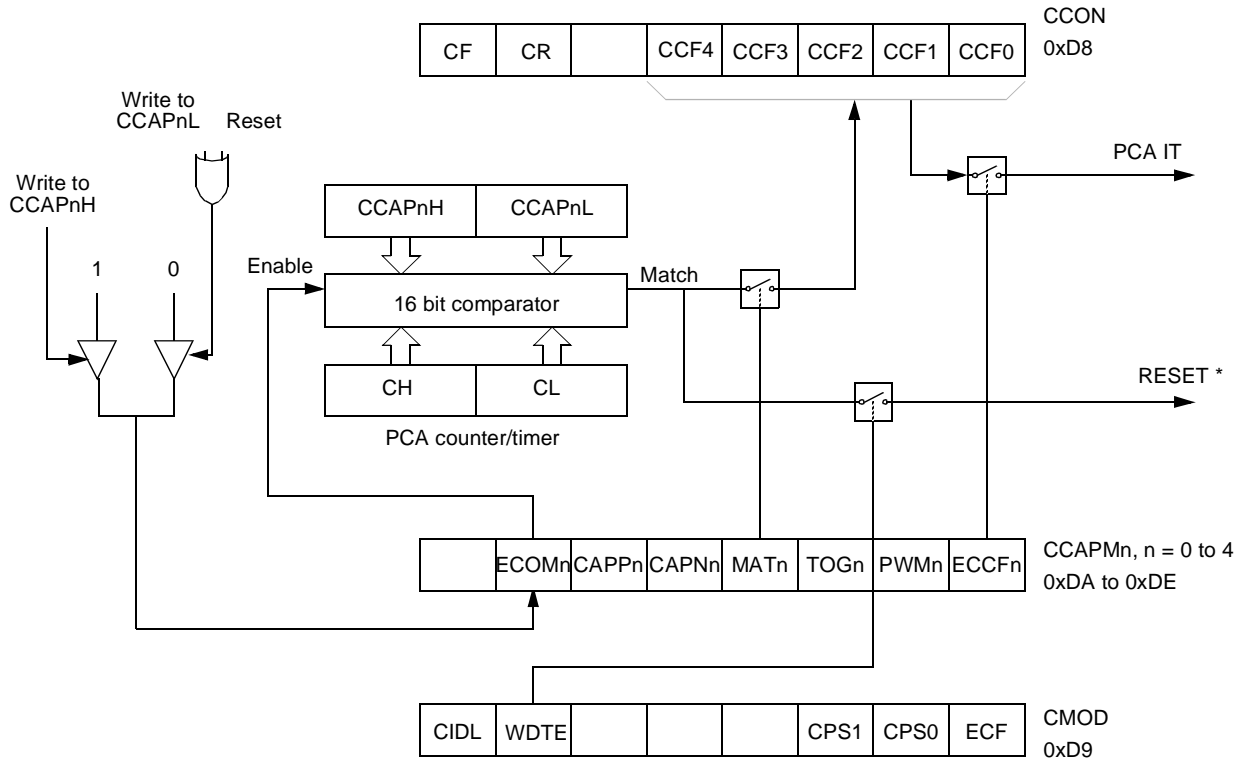 CCON
0xD8
CF CR CCF4 CCF3 CCF2 CCF1 CCF0
Write to
CCAPnL Reset
PCA IT
Write to
CCAPnH
CCAPnH CCAPnL
1 0 Enable
Match
16 bit comparator
CH CL
RESET *
PCA counter/timer
ECOMn CAPPn CAPNn MATn TOGn PWMn ECCFn
CCAPMn, n = 0 to 4
0xDA to 0xDE
CIDL WDTE CPS1 CPS0 ECF
CMOD
0xD9